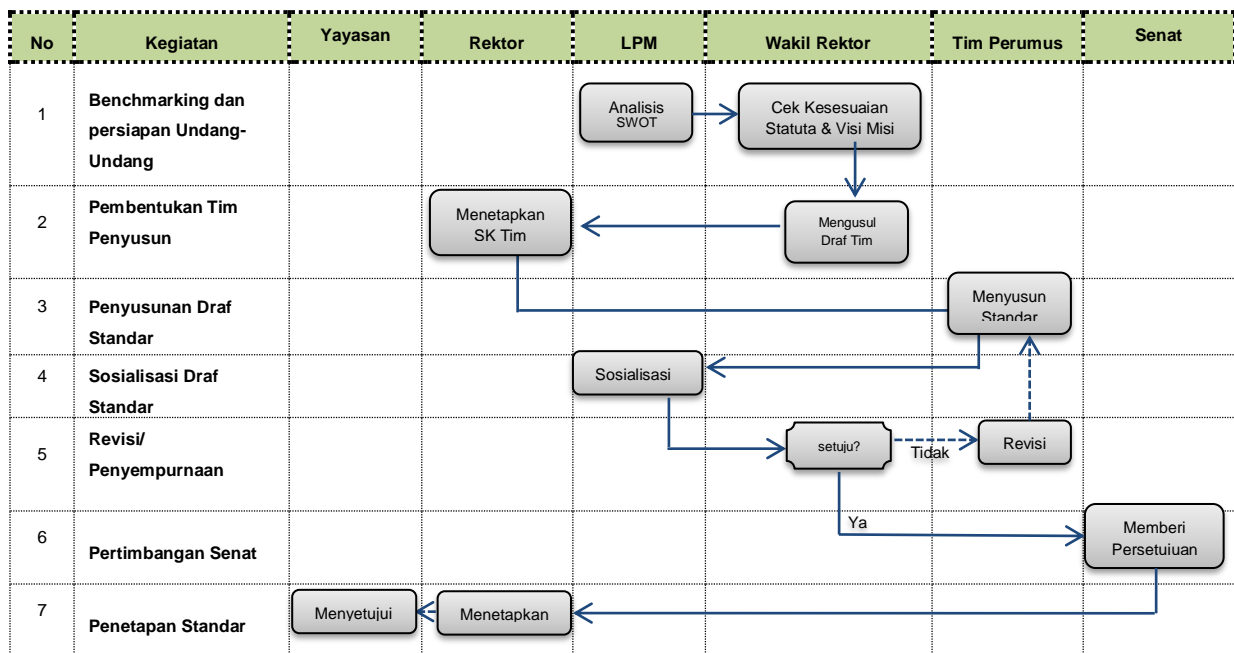 No Kegiatan Yayasan Rektor LPM Wakil Rektor Tim Perumus Senat
1
Benchmarking dan
persiapan Undang-
Undang
Analisis
SWOT
Cek Kesesuaian
Statuta & Visi Misi
2
Pembentukan Tim
Penyusun
Menetapkan
SK Tim
Mengusul
Draf Tim
3
Penyusunan Draf
Standar
Menyusun
Standar
4
Sosialisasi Draf
Standar
Sosialisasi
5
Revisi/
Penyempurnaan
setuju?
Tidak
Revisi
6
Pertimbangan Senat
Ya
Memberi
Persetujuan
7
Penetapan Standar
Menyetujui
Menetapkan